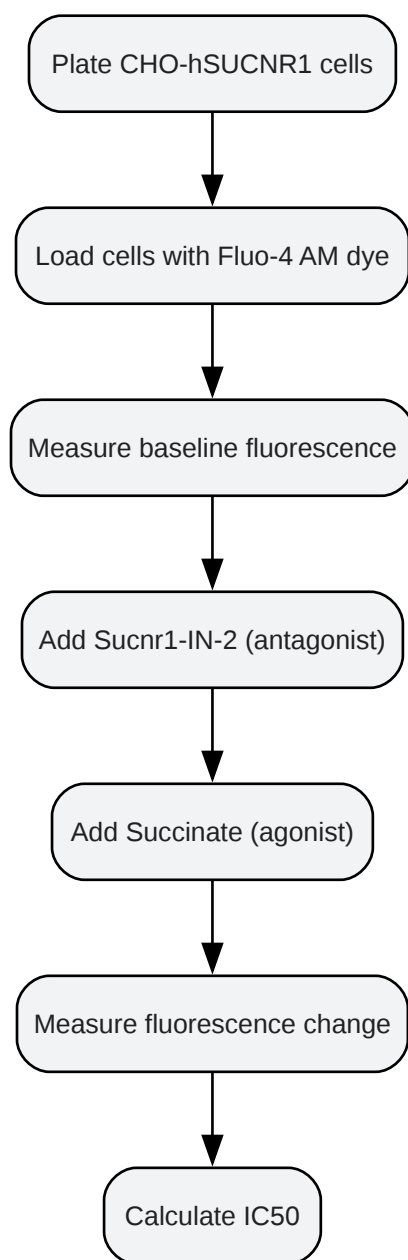 Plate CHO-hSUCNR1 cells
Load cells with Fluo-4 AM dye
Measure baseline fluorescence
Add Sucnr1-IN-2 (antagonist)
Add Succinate (agonist)
Measure fluorescence change
Calculate IC50